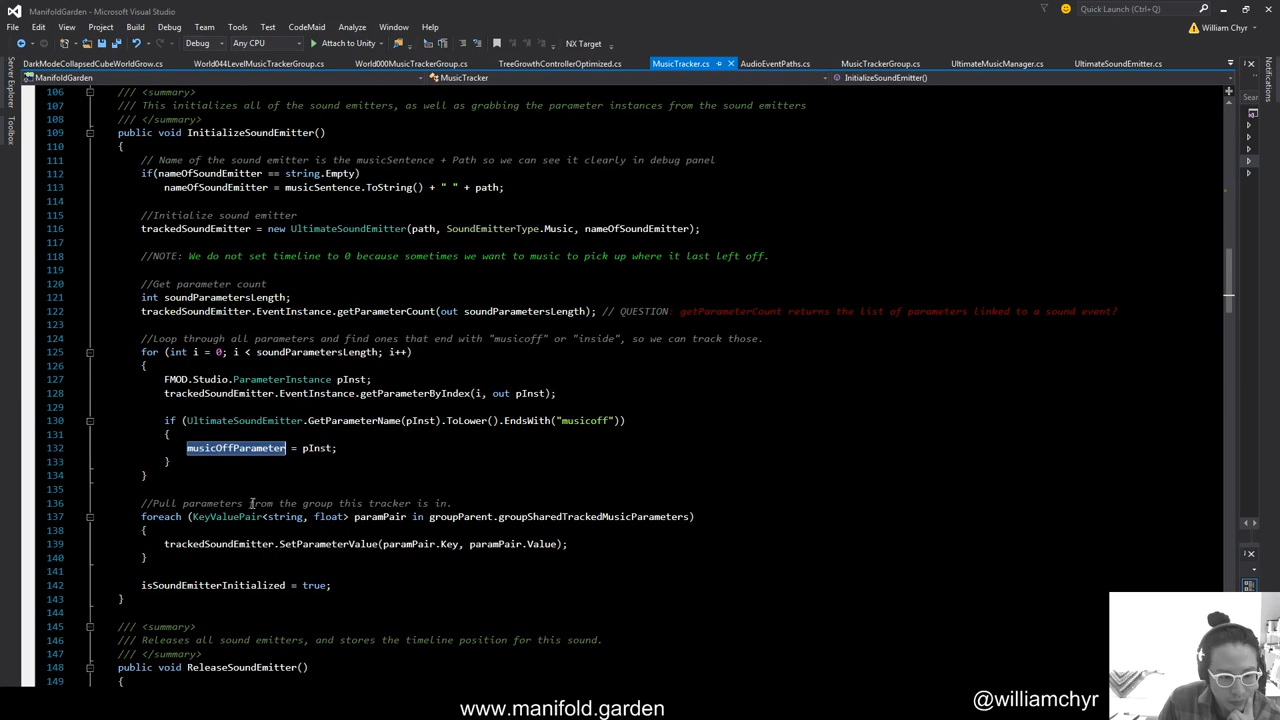 ManifoldGarden - Microsoft Visual Studio
Quick Launch (Ctrl+Q)
File Edit View Project Build Debug Team Tools Test CodeMaid Analyze Window Help
William Chyr
Debug Any CPU Attach to Unity NX Target
DarkModeCollapsedCubeWorldGrow.cs World044LevelMusicTrackerGroup.cs World000MusicTrackerGroup.cs TreeGrowthControllerOptimized.cs MusicTracker.cs AudioEventPaths.cs MusicTrackerGroup.cs UltimateMusicManager.cs UltimateSoundEmitter.cs
ManifoldGarden MusicTracker InitializeSoundEmitter()
Server Explorer
Toolbox
Notifications
Sear
106 /// <summary>
107 /// This initializes all of the sound emitters, as well as grabbing the parameter instances from the sound emitters
108 /// </summary>
109 public void InitializeSoundEmitter()
110 {
111 // Name of the sound emitter is the musicSentence + Path so we can see it clearly in debug panel
112 if(nameOfSoundEmitter == string.Empty)
113 nameOfSoundEmitter = musicSentence.ToString() + " " + path;
114
115 //Initialize sound emitter
116 trackedSoundEmitter = new UltimateSoundEmitter(path, SoundEmitterType.Music, nameOfSoundEmitter);
117
118 //NOTE: We do not set timeline to 0 because sometimes we want to music to pick up where it last left off.
119
120 //Get parameter count
121 int soundParametersLength;
122 trackedSoundEmitter.EventInstance.getParameterCount(out soundParametersLength); // QUESTION: getParameterCount returns the list of parameters linked to a sound event?
123
124 //Loop through all parameters and find ones that end with "musicoff" or "inside", so we can track those.
125 for (int i = 0; i < soundParametersLength; i++)
126 {
127 FMOD.Studio.ParameterInstance pInst;
128 trackedSoundEmitter.EventInstance.getParameterByIndex(i, out pInst);
129
130 if (UltimateSoundEmitter.GetParameterName(pInst).ToLower().EndsWith("musicoff"))
131 {
132 musicOffParameter = pInst;
133 }
134 }
135
136 //Pull parameters from the group this tracker is in.
137 foreach (KeyValuePair<string, float> paramPair in groupParent.groupSharedTrackedMusicParameters)
138 {
139 trackedSoundEmitter.SetParameterValue(paramPair.Key, paramPair.Value);
140 }
141
142 isSoundEmitterInitialized = true;
143 }
144
145 /// <summary>
146 /// Releases all sound emitters, and stores the timeline position for this sound.
147 /// </summary>
148 public void ReleaseSoundEmitter()
149 {
www.manifold.garden
@williamchyr